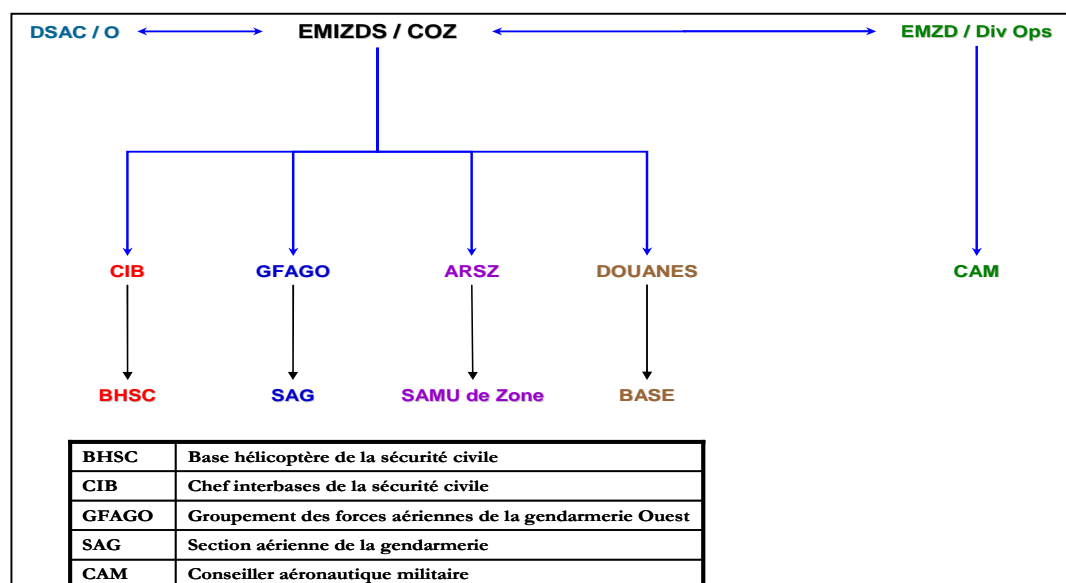 DSAC / O EMIZDS / COZ EMZD / Div Ops
CIB GFAGO ARSZ DOUANES CAM
BHSC SAG SAMU de Zone BASE
BHSC Base hélicoptère de la sécurité civile
CIB Chef interbases de la sécurité civile
GFAGO Groupement des forces aériennes de la gendarmerie Ouest
SAG Section aérienne de la gendarmerie
CAM Conseiller aéronautique militaire